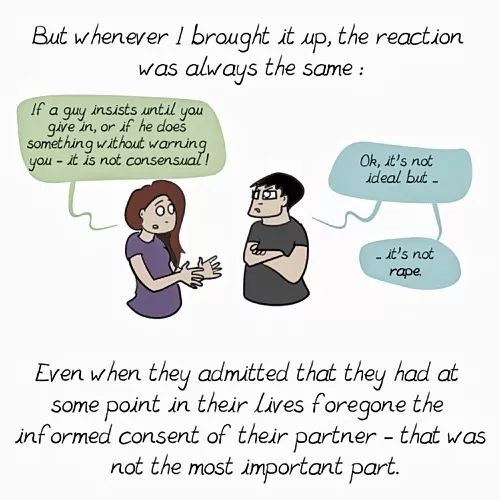 But whenever I brought it up, the reaction
was always the same :
If a guy insists until you
give in, or if he does
something without warning
you - it is not consensual !
Ok, it's not
ideal but ...
... it's not
rape.
Even when they admitted that they had at
some point in their lives foregone the
informed consent of their partner - that was
not the most important part.